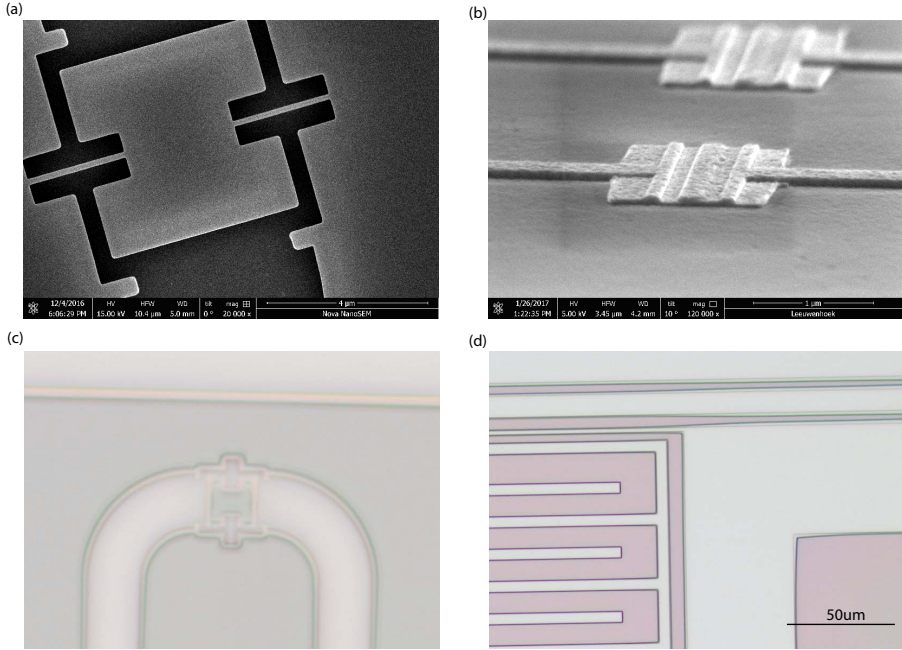 (a)
12/4/2016 HV HFW WD tilt mag 4 µm
6:06:29 PM 15.00 kV 10.4 µm 5.0 mm 0 ° 20 000 x Nova NanoSEM
(b)
1/26/2017 HV HFW WD tilt mag 1 µm
1:22:35 PM 5.00 kV 3.45 µm 4.2 mm 10 ° 120 000 x Leeuwenhoek
(c)
(d)
50um